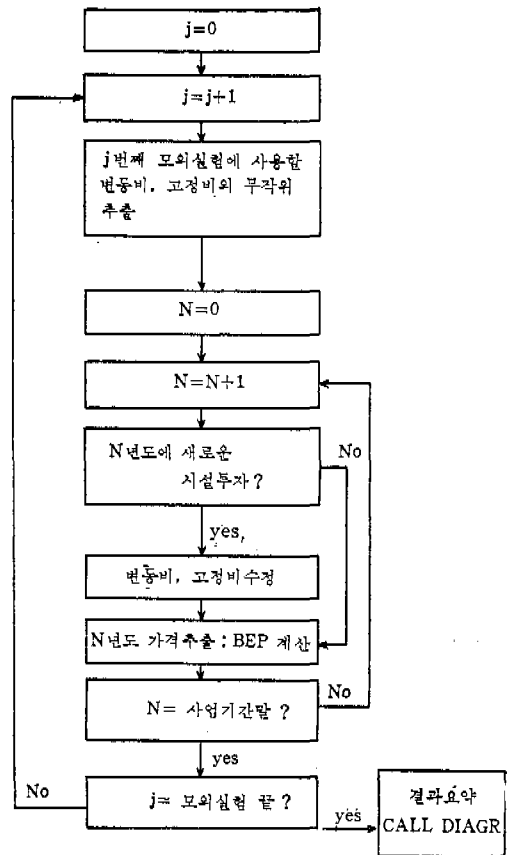 j=0
j=j+1
j번째 모의실험에 사용할
변동비, 고정비의 무작위
추출
N=0
N=N+1
N년도에 새로운
시설투자?
No
yes,
변동비, 고정비수정
N년도 가격추출 : BEP 계산
N= 사업기간말 ?
No
yes
j= 모의실험 끝 ?
No
yes
결과요약
CALL DIAGR